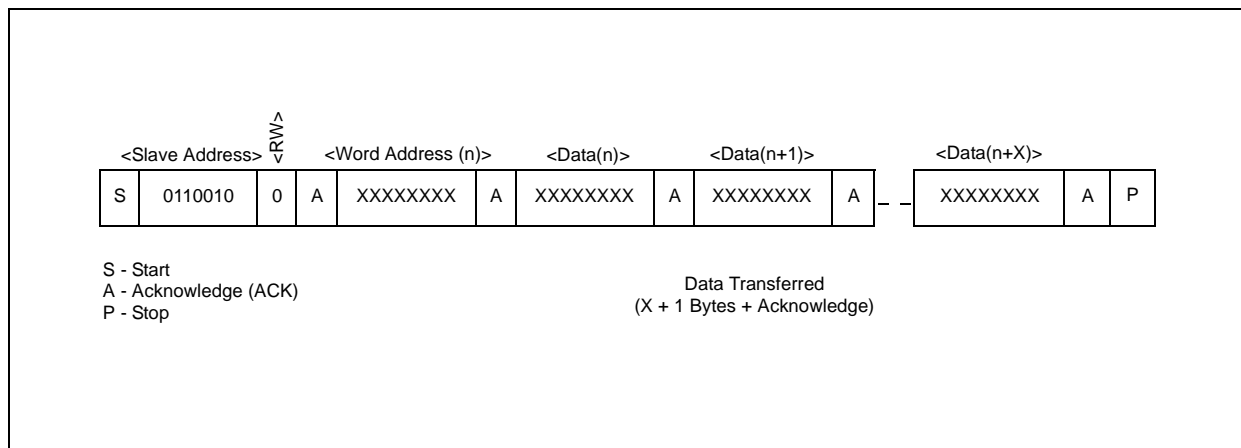 <Slave Address> <RW> <Word Address (n)> <Data(n)> <Data(n+1)> <Data(n+X)>
S 0110010 0 A XXXXXXXX A XXXXXXXX A XXXXXXXX A XXXXXXXX A P
S - Start
A - Acknowledge (ACK)
P - Stop
Data Transferred
(X + 1 Bytes + Acknowledge)